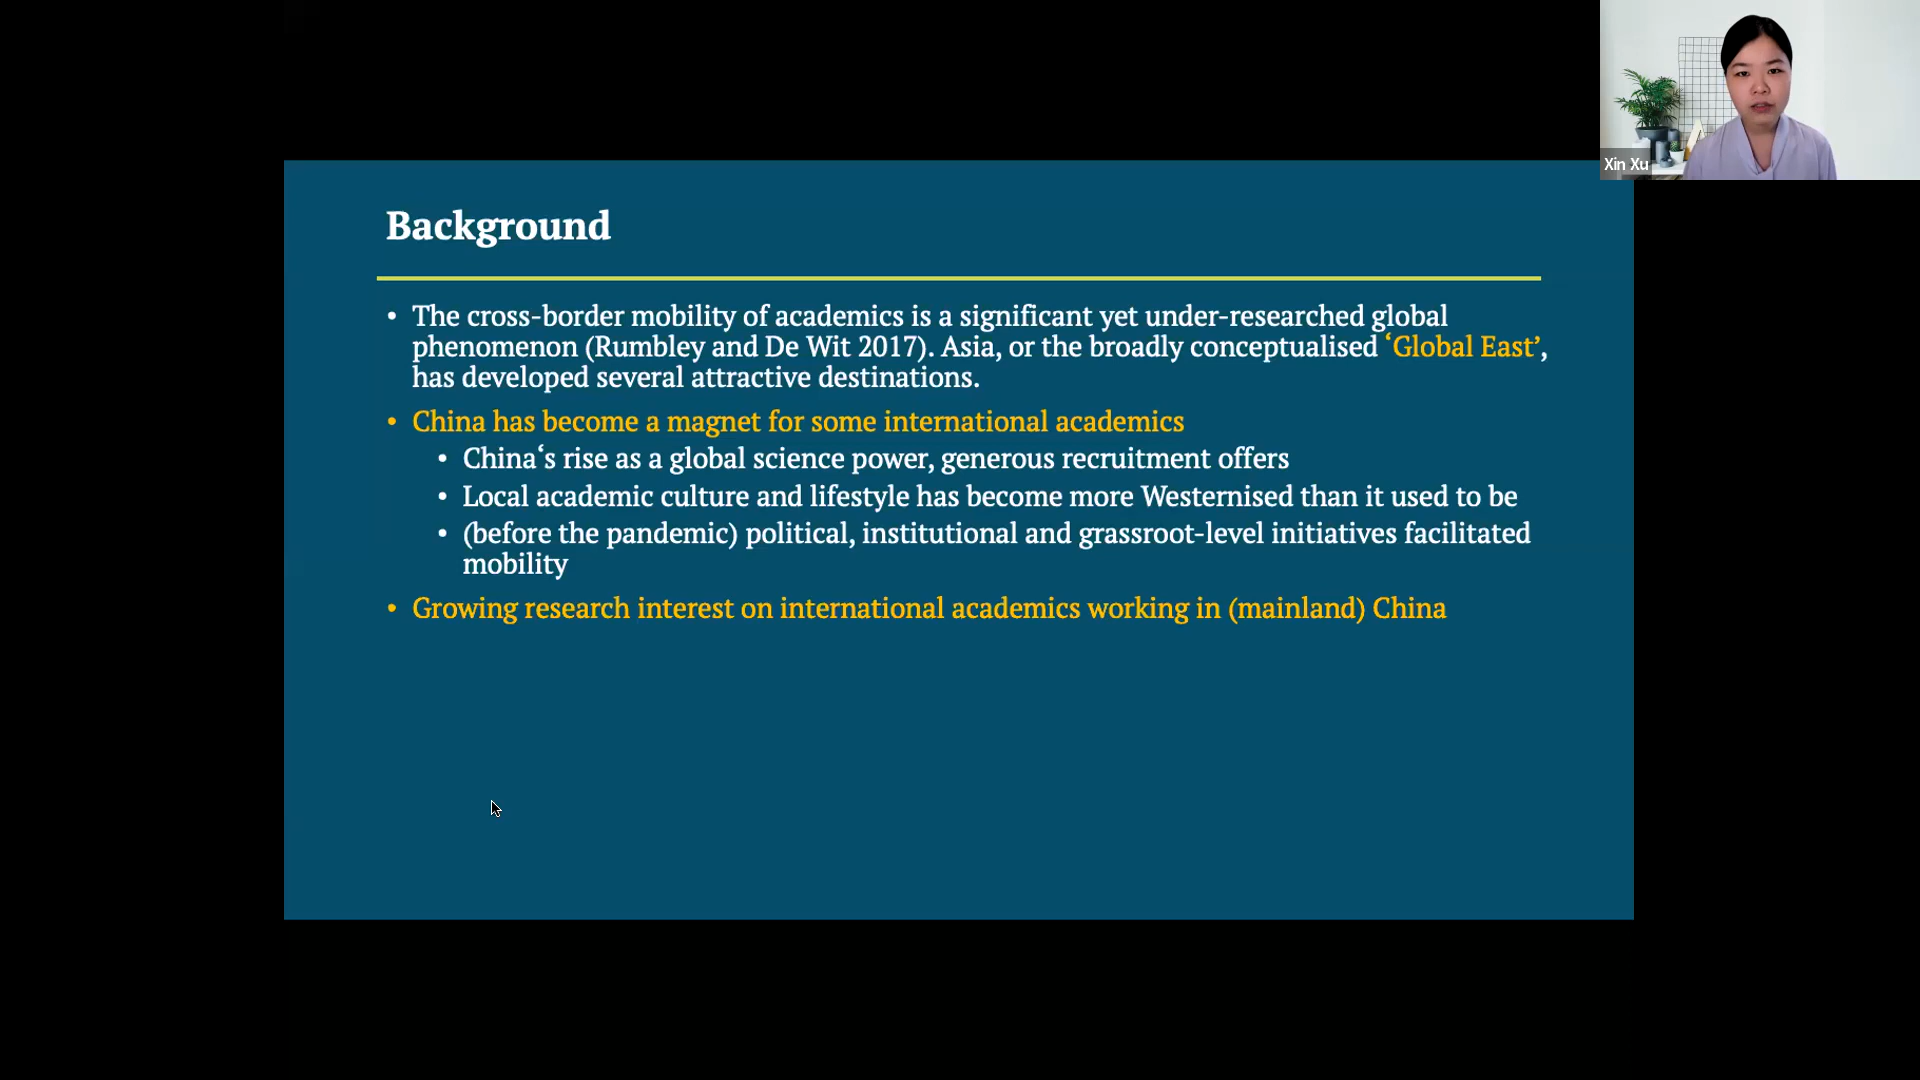 Xin Xu
Background
• The cross-border mobility of academics is a significant yet under-researched global
phenomenon (Rumbley and De Wit 2017). Asia, or the broadly conceptualised ‘Global East’,
has developed several attractive destinations.
• China has become a magnet for some international academics
• China‘s rise as a global science power, generous recruitment offers
• Local academic culture and lifestyle has become more Westernised than it used to be
• (before the pandemic) political, institutional and grassroot-level initiatives facilitated
mobility
• Growing research interest on international academics working in (mainland) China